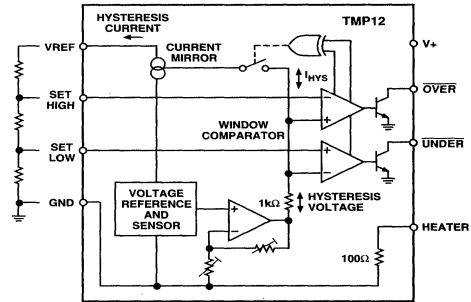 HYSTERESIS
CURRENT
TMP12
VREF
CURRENT
MIRROR
V+
IHYS
SET
HIGH
OVER
−
+
WINDOW
COMPARATOR
UNDER
SET
LOW
+
−
GND
VOLTAGE
REFERENCE
AND
SENSOR
1kΩ
HYSTERESIS
VOLTAGE
+
−
HEATER
100Ω